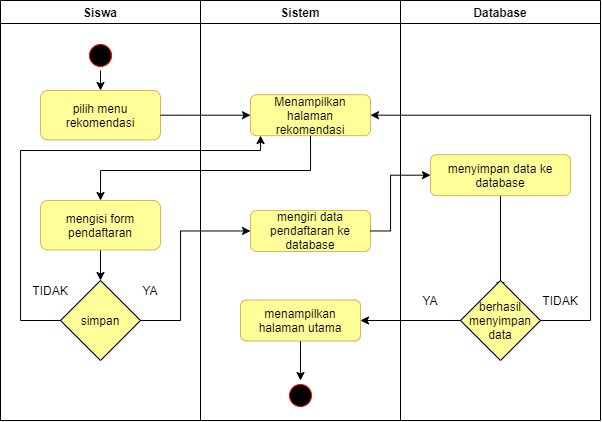 Siswa
Sistem
Database
pilih menu
rekomendasi
Menampilkan
halaman
rekomendasi
menyimpan data ke
database
mengisi form
pendaftaran
mengiri data
pendaftaran ke
database
TIDAK
YA
simpan
menampilkan
halaman utama
YA
berhasil
menyimpan
data
TIDAK